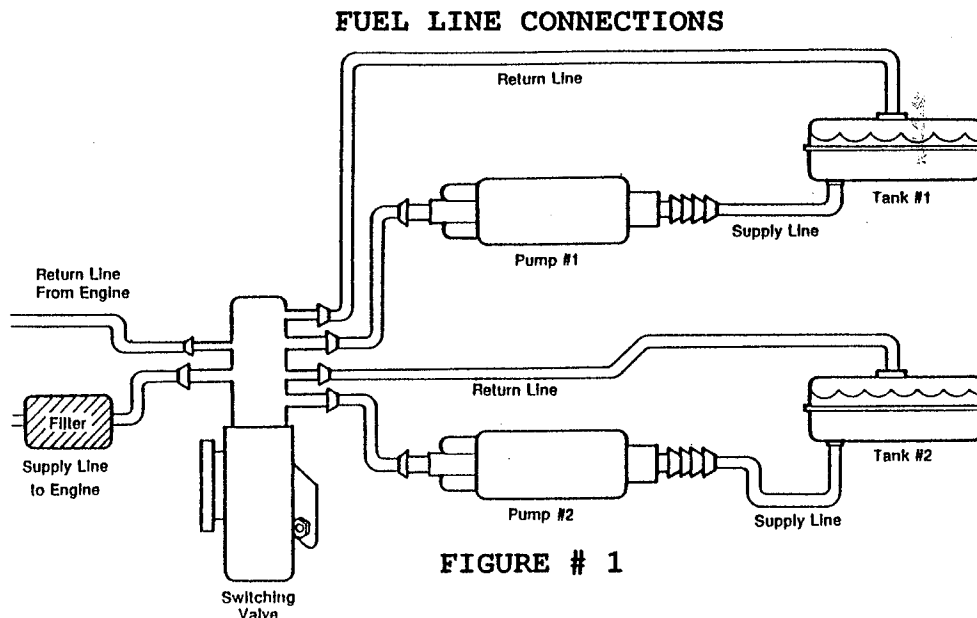 FUEL LINE CONNECTIONS
Return Line
Tank #1
Supply Line
Pump #1
Return Line
From Engine
Return Line
Filter
Supply Line
to Engine
Tank #2
Pump #2
Supply Line
FIGURE # 1
Switching
Valve